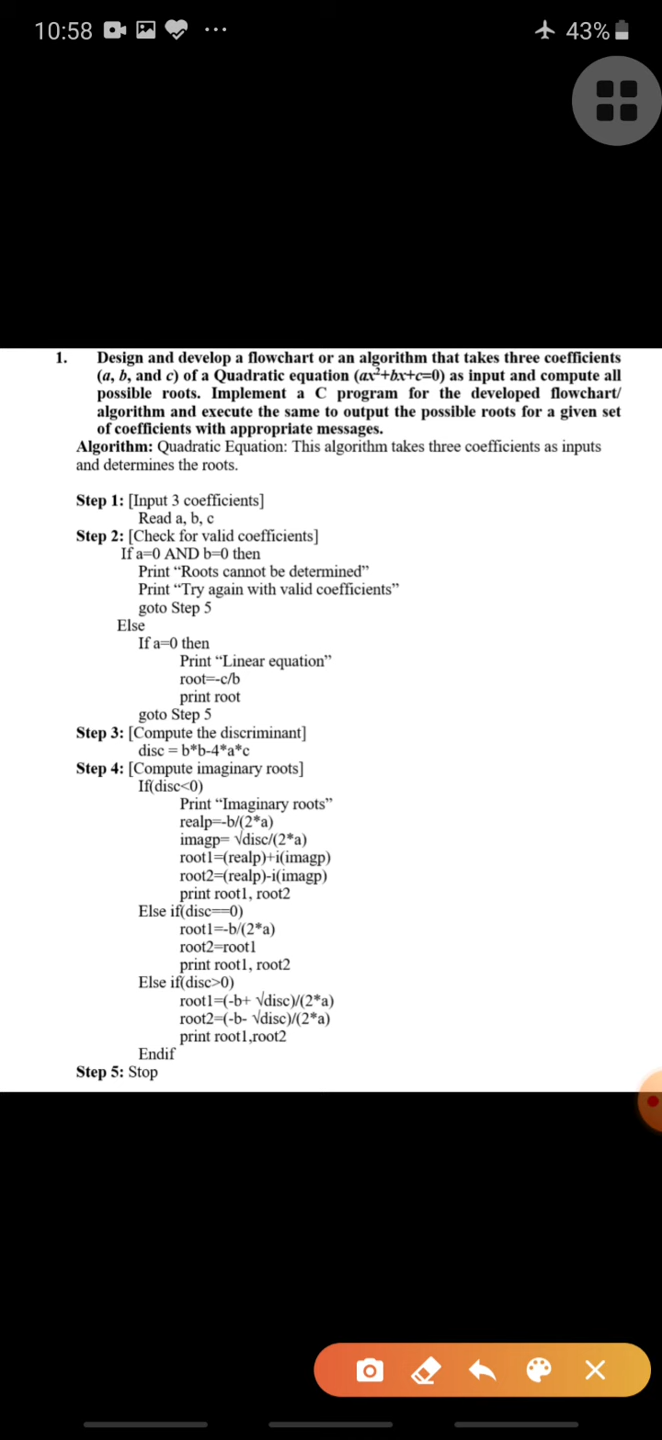 10:58
43%
1. Design and develop a flowchart or an algorithm that takes three coefficients
(a, b, and c) of a Quadratic equation (ax²+bx+c=0) as input and compute all
possible roots. Implement a C program for the developed flowchart/
algorithm and execute the same to output the possible roots for a given set
of coefficients with appropriate messages.
Algorithm: Quadratic Equation: This algorithm takes three coefficients as inputs
and determines the roots.
Step 1: [Input 3 coefficients]
Read a, b, c
Step 2: [Check for valid coefficients]
If a=0 AND b=0 then
Print “Roots cannot be determined”
Print “Try again with valid coefficients”
goto Step 5
Else
If a=0 then
Print “Linear equation”
root=-c/b
print root
goto Step 5
Step 3: [Compute the discriminant]
disc = b*b-4*a*c
Step 4: [Compute imaginary roots]
If(disc<0)
Print “Imaginary roots”
realp=-b/(2*a)
imagp= √disc/(2*a)
root1=(realp)+i(imagp)
root2=(realp)-i(imagp)
print root1, root2
Else if(disc==0)
root1=-b/(2*a)
root2=root1
print root1, root2
Else if(disc>0)
root1=(-b+ √disc)/(2*a)
root2=(-b- √disc)/(2*a)
print root1,root2
Endif
Step 5: Stop